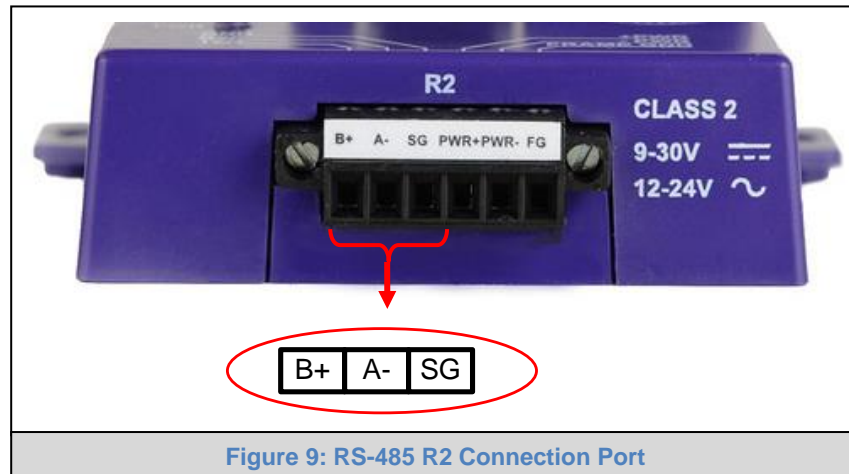 R2
CLASS 2
B+ A- SG PWR+ PWR- FG
9-30V
12-24V
B+ A- SG
Figure 9: RS-485 R2 Connection Port